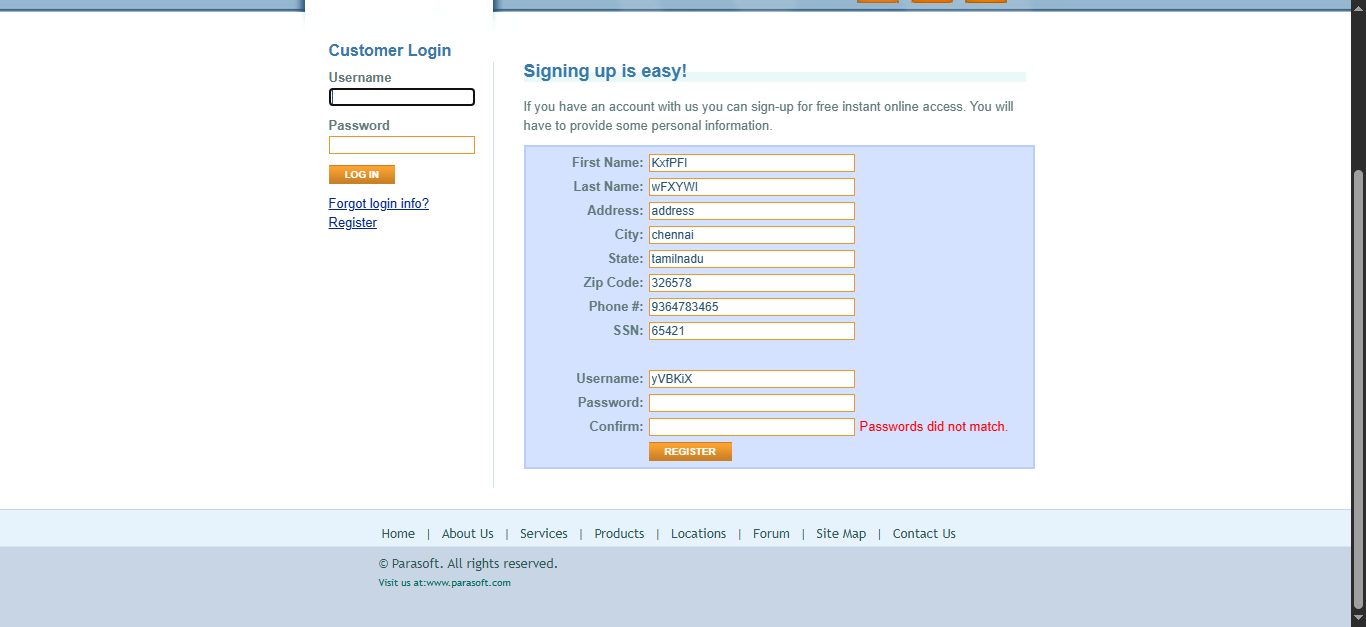 Customer Login
Username
Password
LOG IN
Forgot login info?
Register
Signing up is easy!
If you have an account with us you can sign-up for free instant online access. You will
have to provide some personal information.
First Name: KxfPFl
Last Name: wFXYWl
Address: address
City: chennai
State: tamilnadu
Zip Code: 326578
Phone #: 9364783465
SSN: 65421
Username: yVBKiX
Password:
Confirm: Passwords did not match.
REGISTER
Home | About Us | Services | Products | Locations | Forum | Site Map | Contact Us
© Parasoft. All rights reserved.
Visit us at:www.parasoft.com